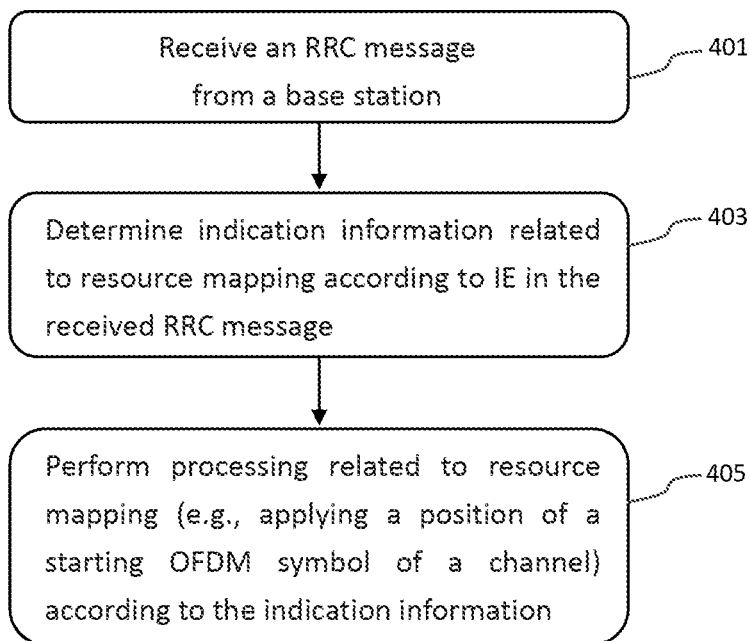 Receive an RRC message
from a base station
401
Determine indication information related
to resource mapping according to IE in the
received RRC message
403
Perform processing related to resource
mapping (e.g., applying a position of a
starting OFDM symbol of a channel)
according to the indication information
405